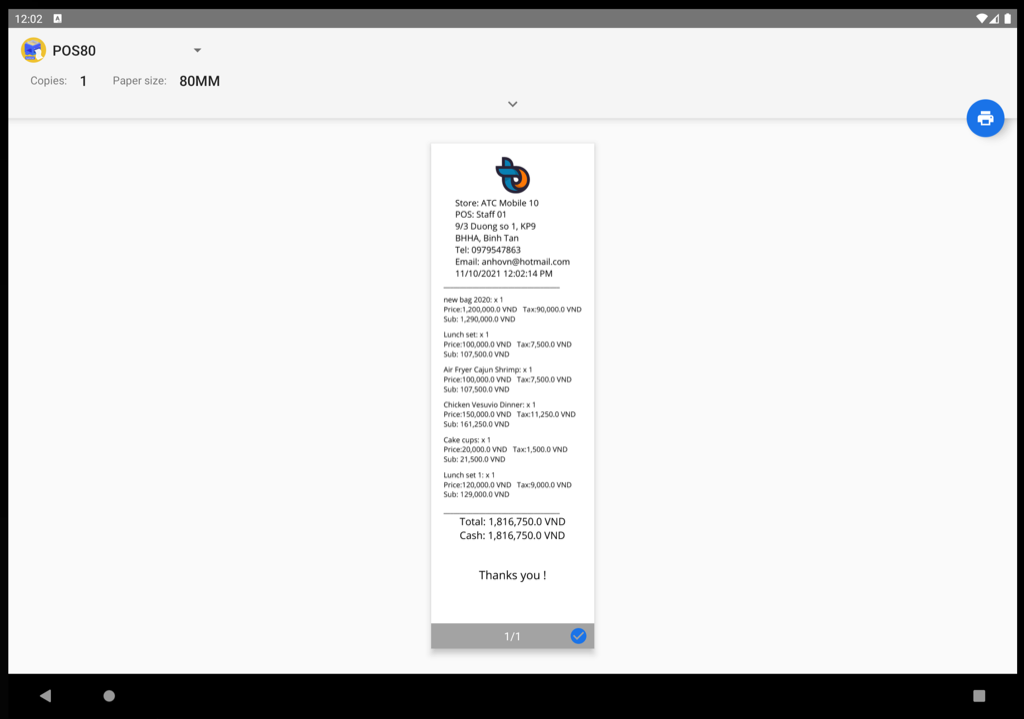 12:02 A
POS80
Copies: 1 Paper size: 80MM
Store: ATC Mobile 10
POS: Staff 01
9/3 Duong so 1, KP9
BHHA, Binh Tan
Tel: 0979547863
Email: anhovn@hotmail.com
11/10/2021 12:02:14 PM
new bag 2020: x 1
Price:1,200,000.0 VND Tax:90,000.0 VND
Sub: 1,290,000.0 VND
Lunch set: x 1
Price:100,000.0 VND Tax:7,500.0 VND
Sub: 107,500.0 VND
Air Fryer Cajun Shrimp: x 1
Price:100,000.0 VND Tax:7,500.0 VND
Sub: 107,500.0 VND
Chicken Vesuvio Dinner: x 1
Price:150,000.0 VND Tax:11,250.0 VND
Sub: 161,250.0 VND
Cake cups: x 1
Price:20,000.0 VND Tax:1,500.0 VND
Sub: 21,500.0 VND
Lunch set 1: x 1
Price:120,000.0 VND Tax:9,000.0 VND
Sub: 129,000.0 VND
Total: 1,816,750.0 VND
Cash: 1,816,750.0 VND
Thanks you !
1/1